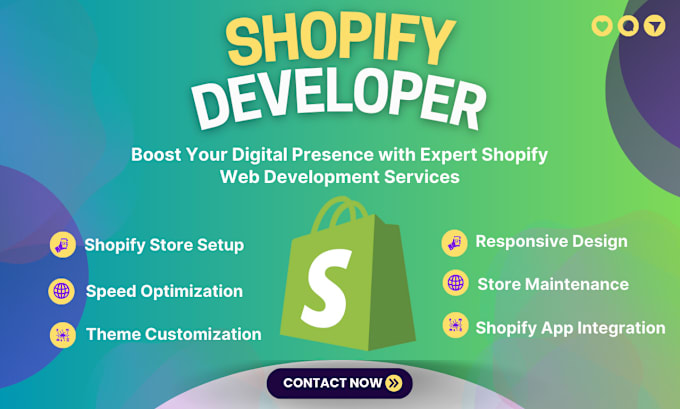 SHOPIFY
DEVELOPER
Boost Your Digital Presence with Expert Shopify
Web Development Services
Shopify Store Setup
Speed Optimization
Theme Customization
S
Responsive Design
Store Maintenance
Shopify App Integration
CONTACT NOW